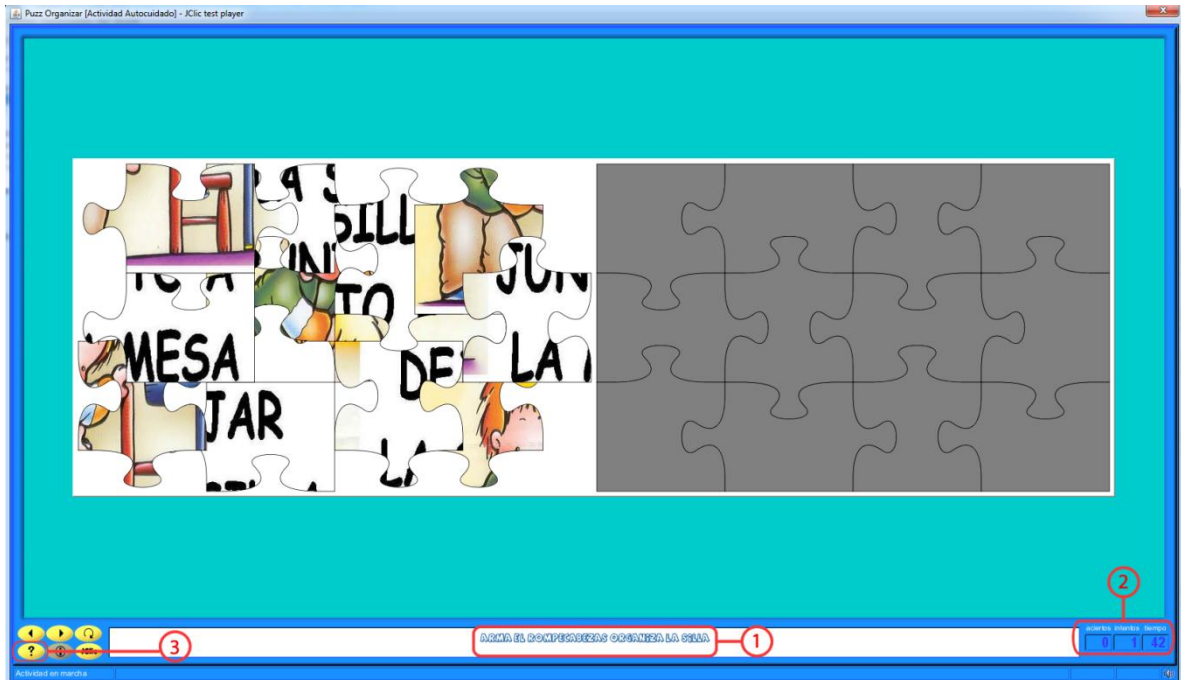 Puzz Organizar [Actividad Autocuidado] - JClic test player
SILL
JUN
TO
MESA
DE
LA
JAR
LA
2
ARMA EL ROMPECABEZAS ORGANIZA LA SILLA
1
3
aciertos intentos tiempo
0 1 42
?
JClic
Actividad en marcha